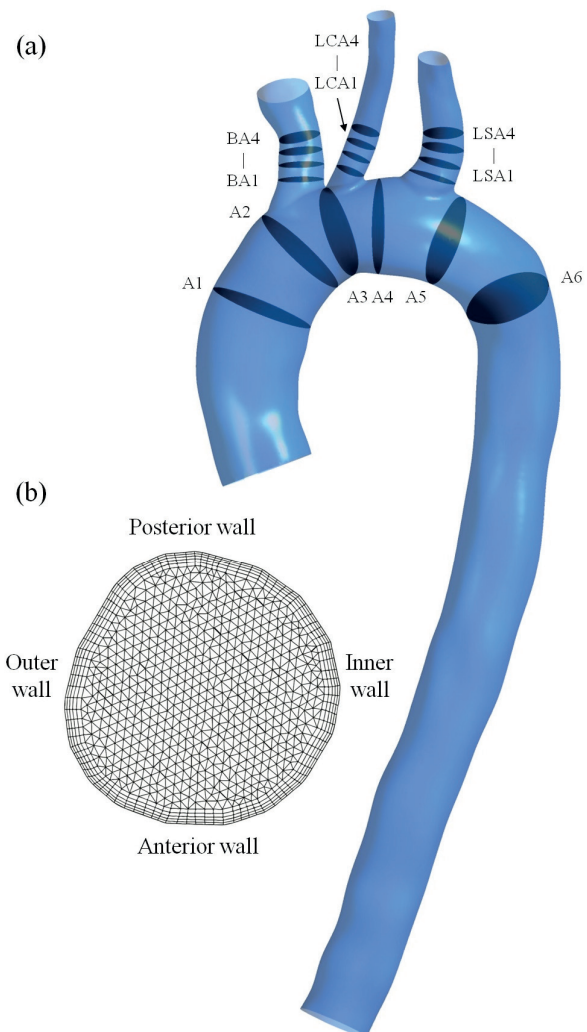 (a)
LCA4
|
LCA1
BA4
|
BA1
LSA4
|
LSA1
A2
A1
A3 A4 A5
A6
(b)
Posterior wall
Outer
wall
Inner
wall
Anterior wall